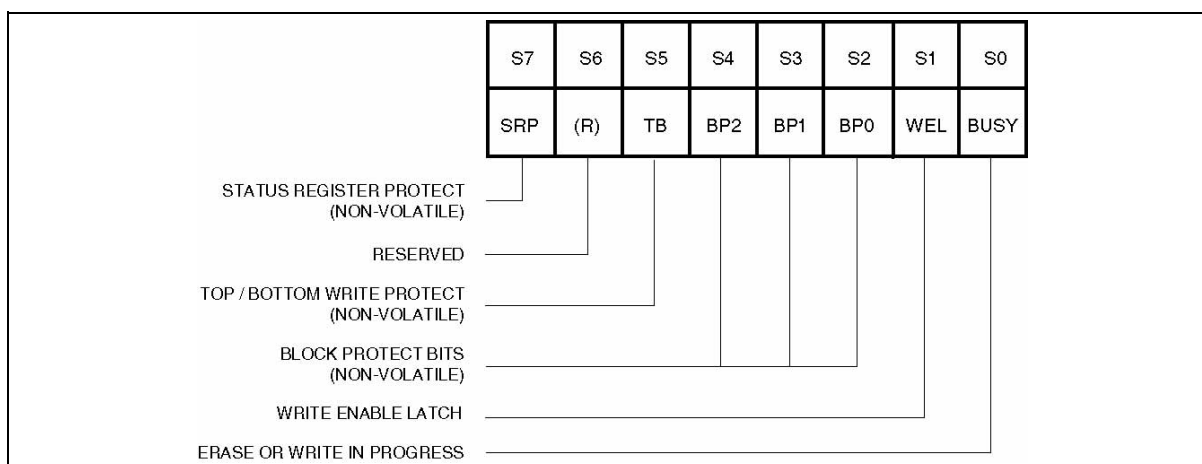 S7 S6 S5 S4 S3 S2 S1 S0
SRP (R) TB BP2 BP1 BP0 WEL BUSY
STATUS REGISTER PROTECT
(NON-VOLATILE)
RESERVED
TOP / BOTTOM WRITE PROTECT
(NON-VOLATILE)
BLOCK PROTECT BITS
(NON-VOLATILE)
WRITE ENABLE LATCH
ERASE OR WRITE IN PROGRESS